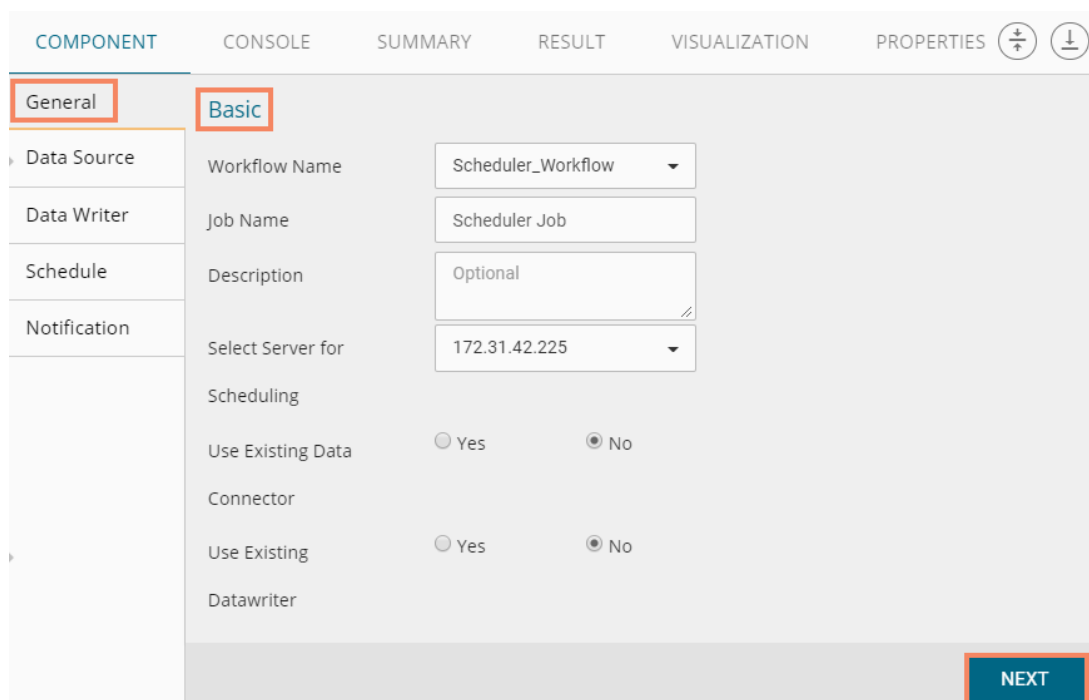 COMPONENT CONSOLE SUMMARY RESULT VISUALIZATION PROPERTIES
General
Data Source
Data Writer
Schedule
Notification
Basic
Workflow Name Scheduler_Workflow
Job Name Scheduler Job
Description Optional
Select Server for 172.31.42.225
Scheduling
Use Existing Data Yes No
Connector
Use Existing Yes No
Datawriter
NEXT